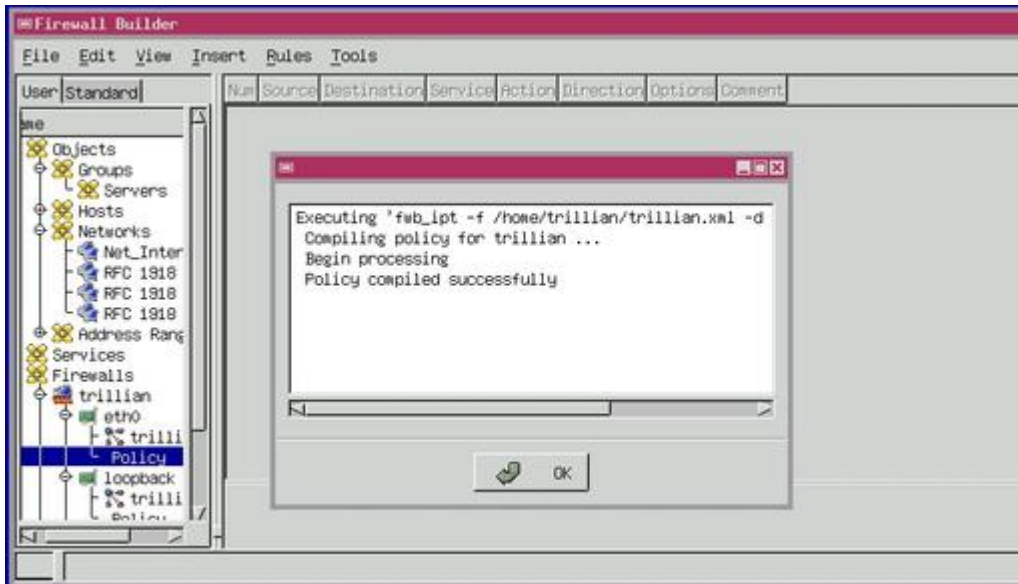 Firewall Builder
File Edit View Insert Rules Tools
User Standard
Num Source Destination Service Action Direction Options Comment
ame
Objects
Groups
Servers
Hosts
Networks
Net_Inter
RFC 1918
RFC 1918
RFC 1918
Address Rang
Services
Firewalls
trillian
eth0
trilli
Policy
loopback
trilli
Policy
Executing 'fwb_ipt -f /home/trillian/trillian.xml -d
Compiling policy for trillian ...
Begin processing
Policy compiled successfully
OK